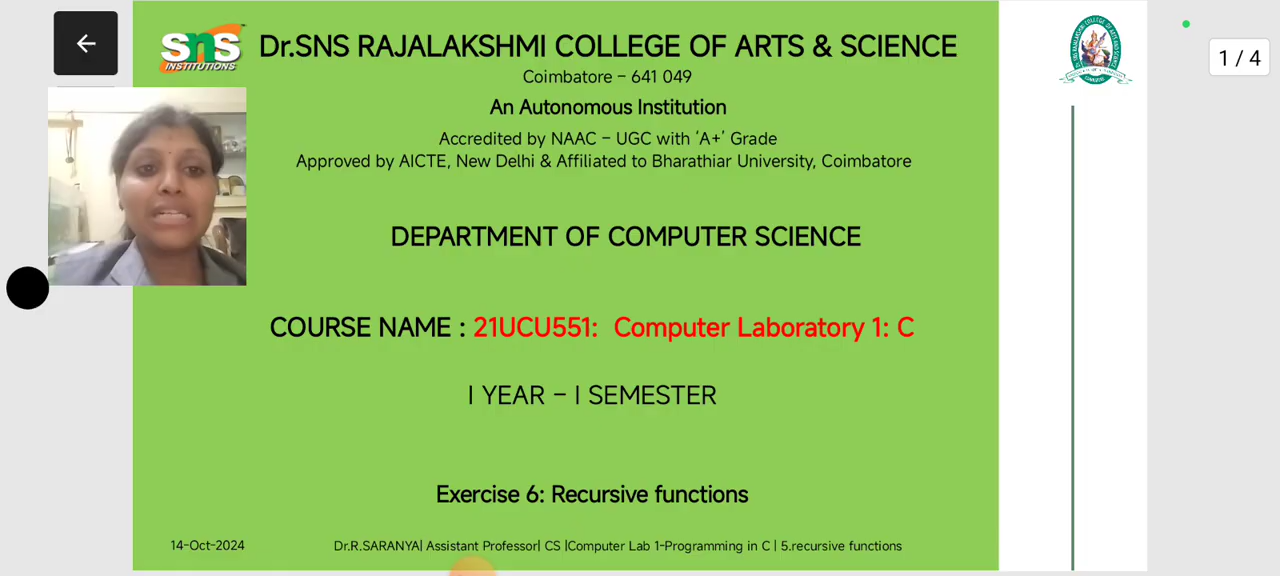 sns
INSTITUTIONS
Dr.SNS RAJALAKSHMI COLLEGE OF ARTS & SCIENCE
Coimbatore – 641 049
An Autonomous Institution
Accredited by NAAC – UGC with ‘A+’ Grade
Approved by AICTE, New Delhi & Affiliated to Bharathiar University, Coimbatore
1 / 4
DEPARTMENT OF COMPUTER SCIENCE
COURSE NAME : 21UCU551: Computer Laboratory 1: C
I YEAR – I SEMESTER
Exercise 6: Recursive functions
14-Oct-2024
Dr.R.SARANYA| Assistant Professor| CS |Computer Lab 1-Programming in C | 5.recursive functions